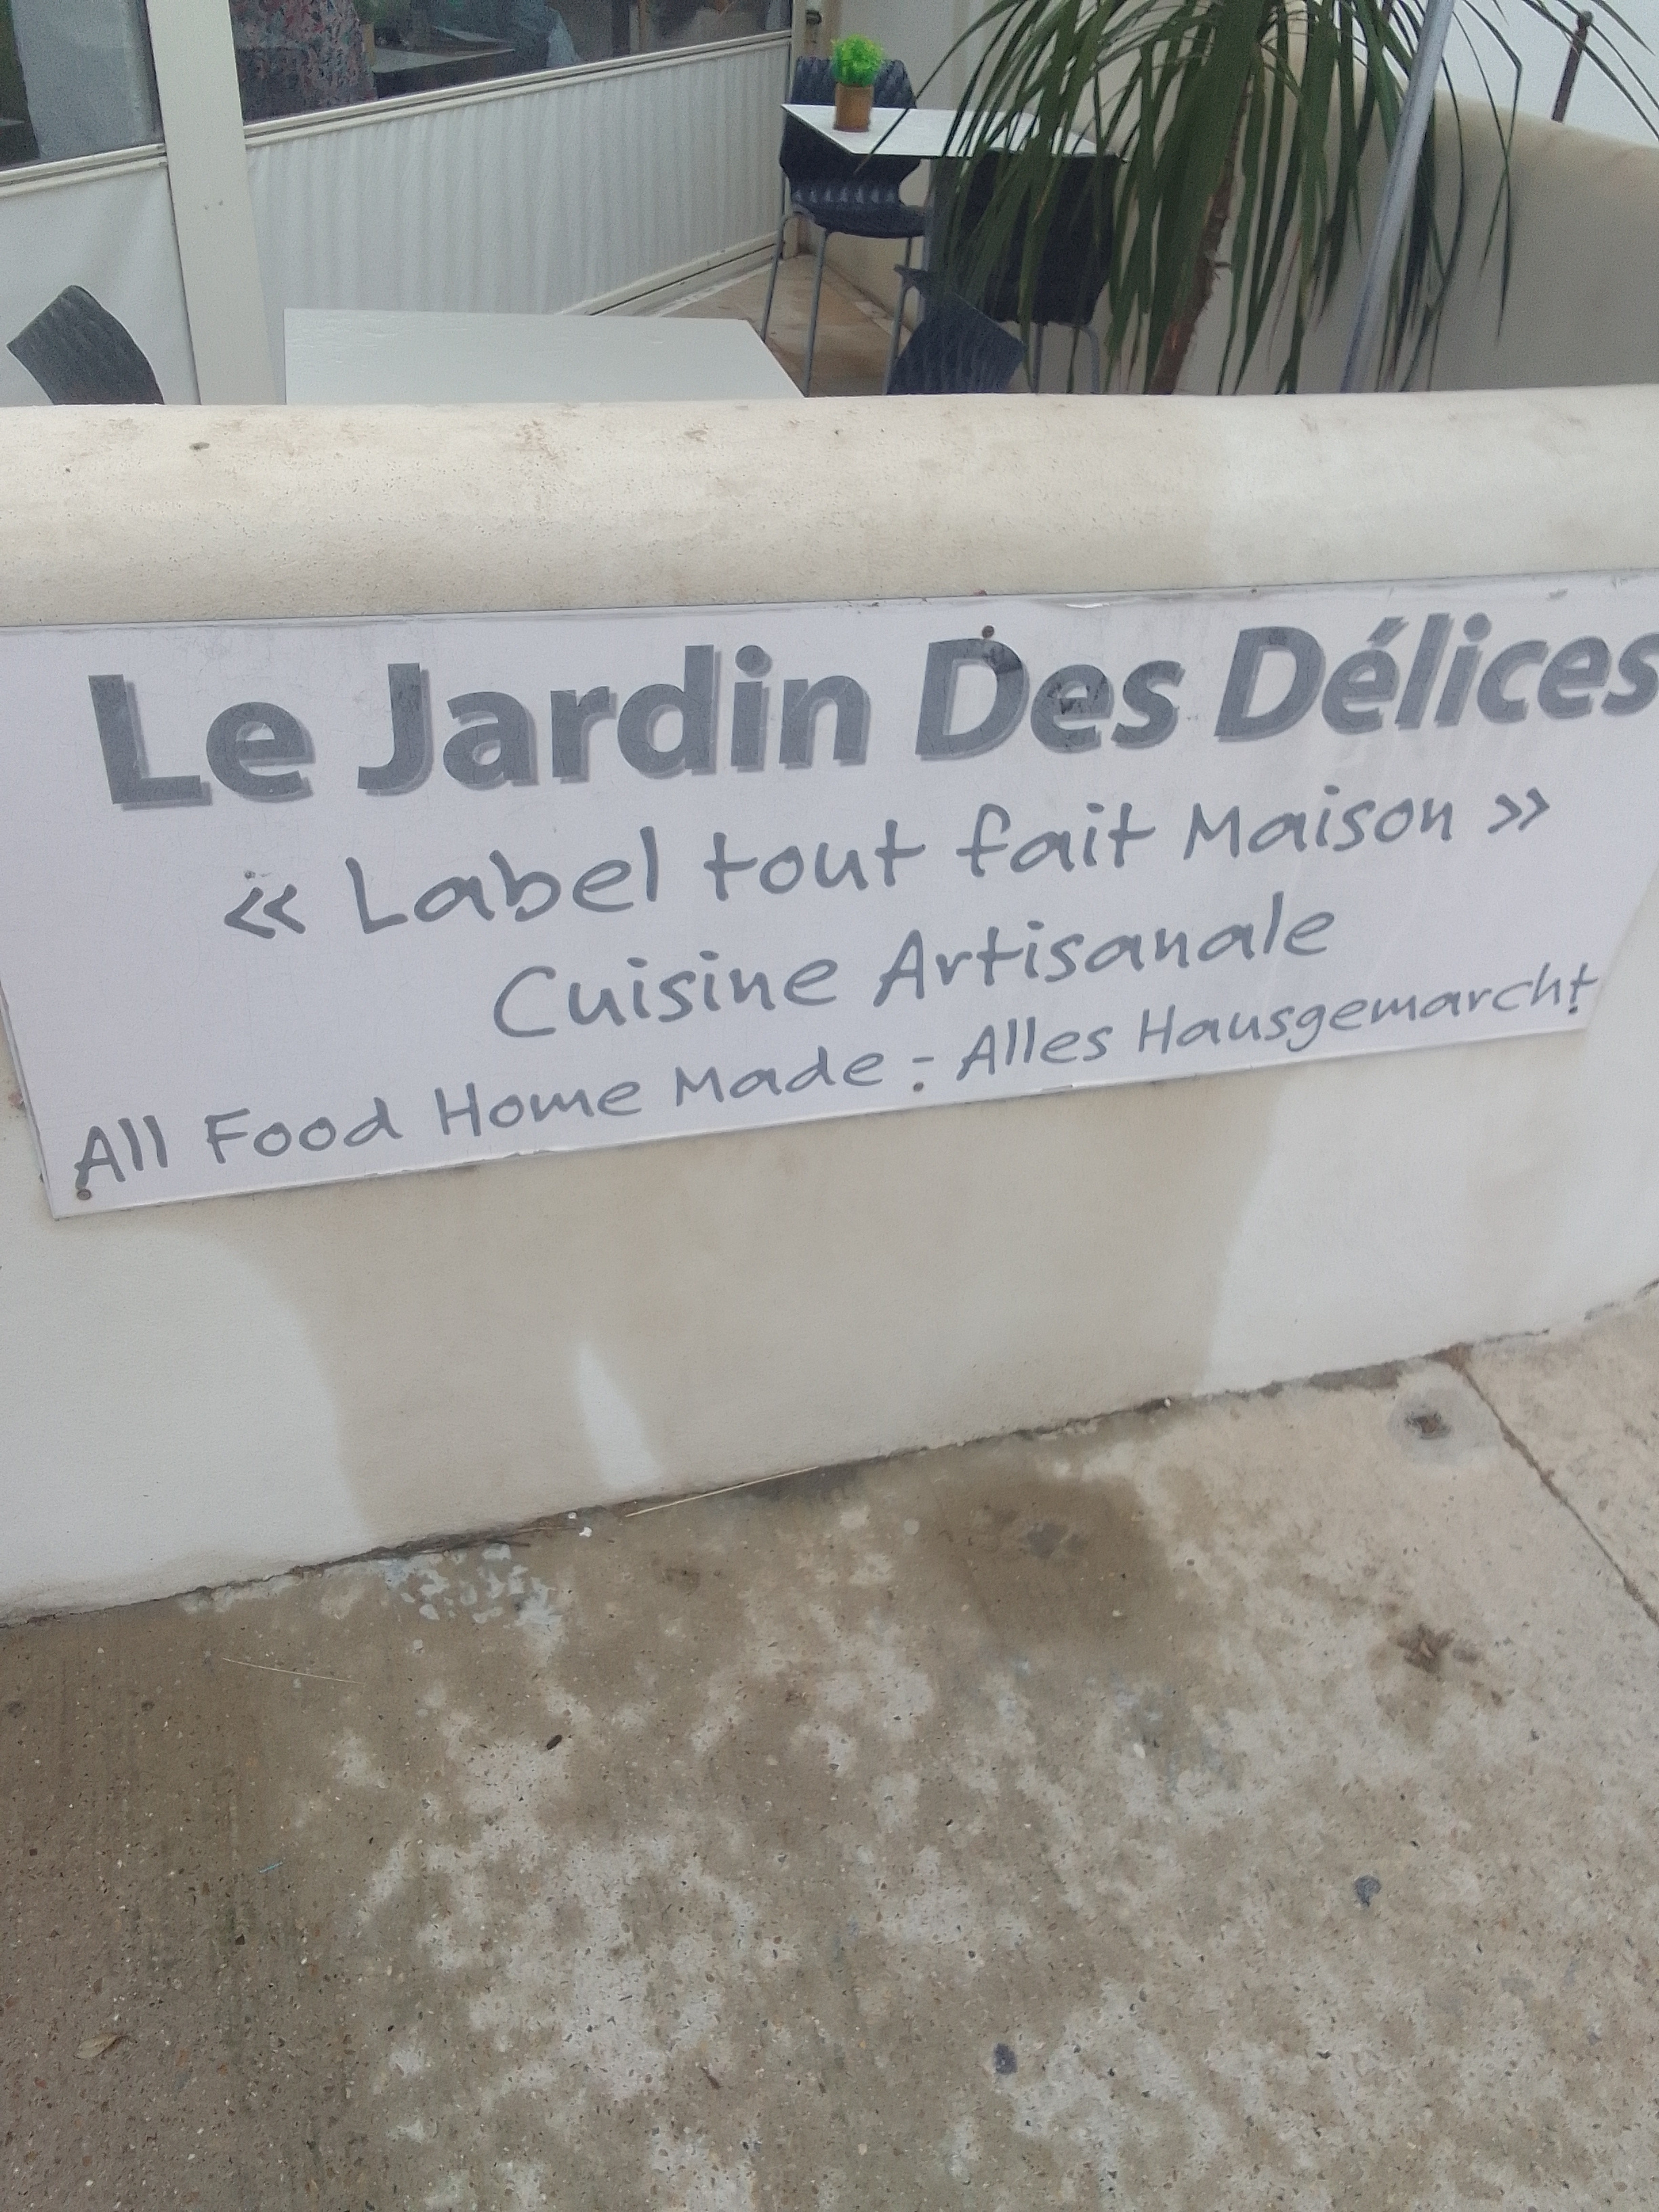 Le Jardin Des Délices
« Label tout fait Maison »
Cuisine Artisanale
All Food Home Made - Alles Hausgemarcht